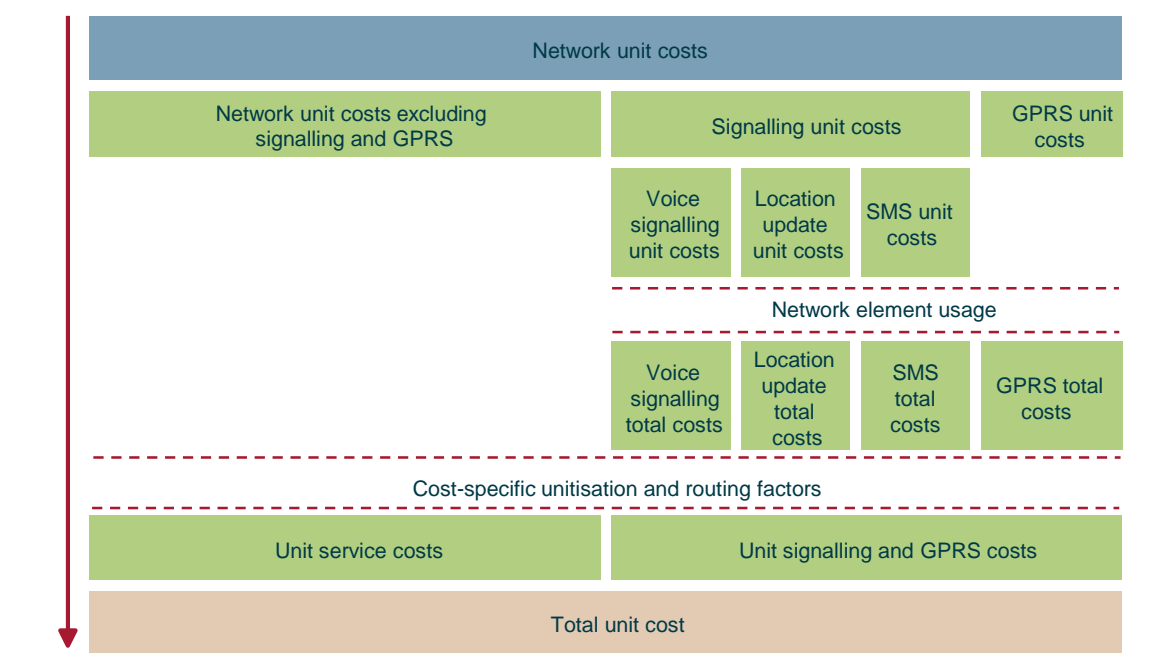 Network unit costs
Network unit costs excluding
signalling and GPRS
Signalling unit costs
GPRS unit
costs
Voice
signalling
unit costs
Location
update
unit costs
SMS unit
costs
Network element usage
Voice
signalling
total costs
Location
update
total
costs
SMS
total
costs
GPRS total
costs
Cost-specific unitisation and routing factors
Unit service costs
Unit signalling and GPRS costs
Total unit cost